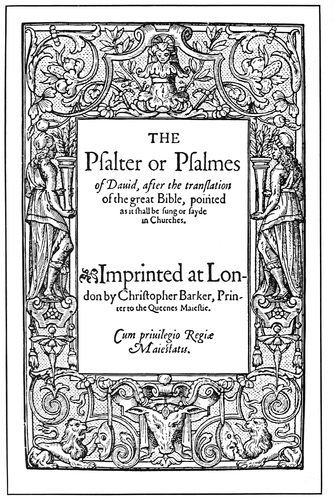 THE
Pſalter or Pſalmes
of Dauid, after the tranſlation
of the great Bible, pointed
as it ſhall be ſung or ſayde
in Churches.
Imprinted at Lon-
don by Chriſtopher Barker, Prin-
ter to the Queenes Maieſtie.
Cum priuilegio Regiæ
Maieſtatis.